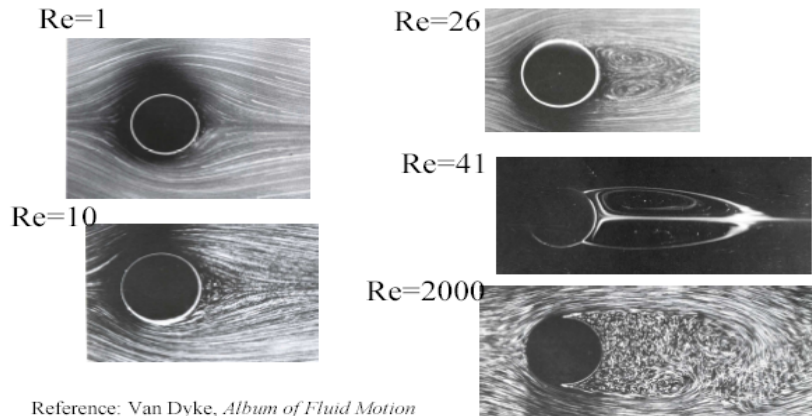 Re=1
Re=10
Re=26
Re=41
Re=2000
Reference: Van Dyke, Album of Fluid Motion